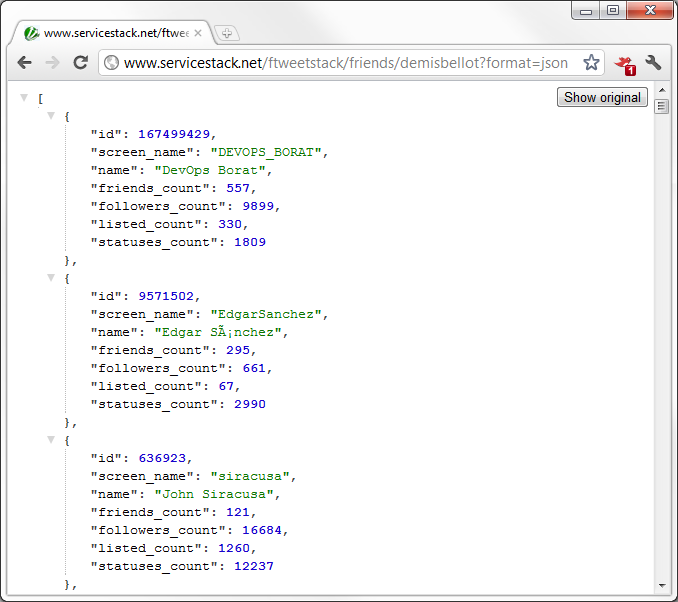 www.servicestack.net/ftwee
www.servicestack.net/ftweetstack/friends/demisbellot?format=json
1
Show original
[
{
"id": 167499429,
"screen_name": "DEVOPS_BORAT",
"name": "DevOps Borat",
"friends_count": 557,
"followers_count": 9899,
"listed_count": 330,
"statuses_count": 1809
},
{
"id": 9571502,
"screen_name": "EdgarSanchez",
"name": "Edgar SÃ¡nchez",
"friends_count": 295,
"followers_count": 661,
"listed_count": 67,
"statuses_count": 2990
},
{
"id": 636923,
"screen_name": "siracusa",
"name": "John Siracusa",
"friends_count": 121,
"followers_count": 16684,
"listed_count": 1260,
"statuses_count": 12237
},